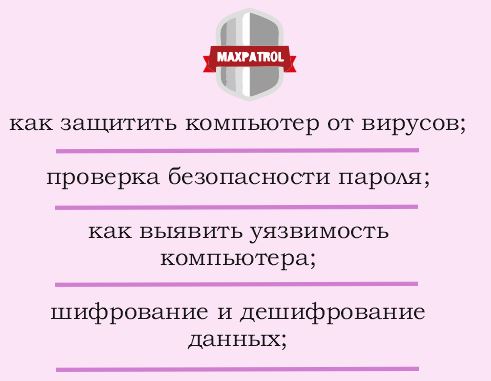 MAXPATROL
как защитить компьютер от вирусов;
проверка безопасности пароля;
как выявить уязвимость
компьютера;
шифрование и дешифрование
данных;